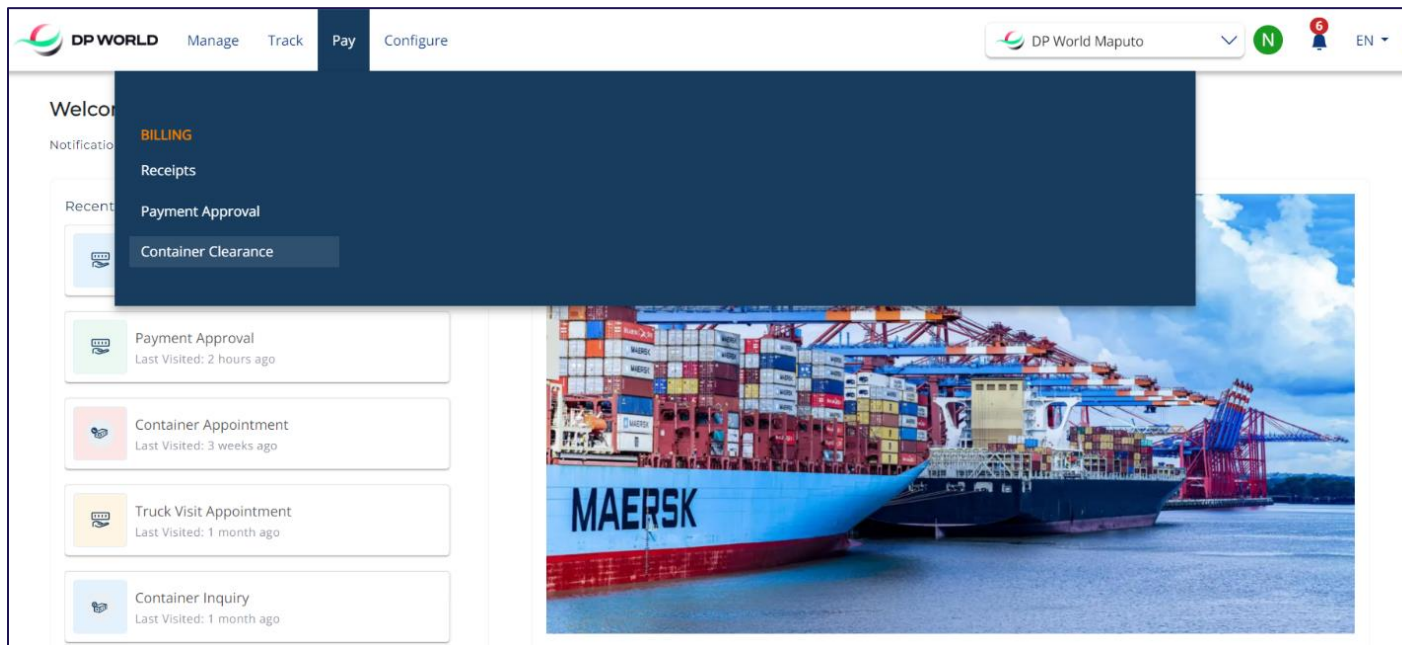 DP WORLD Manage Track Pay Configure DP World Maputo N 6 EN
Welco
Notificatio
BILLING
Receipts
Payment Approval
Container Clearance
Recent
Payment Approval
Last Visited: 2 hours ago
Container Appointment
Last Visited: 3 weeks ago
Truck Visit Appointment
Last Visited: 1 month ago
Container Inquiry
Last Visited: 1 month ago
MAERSK